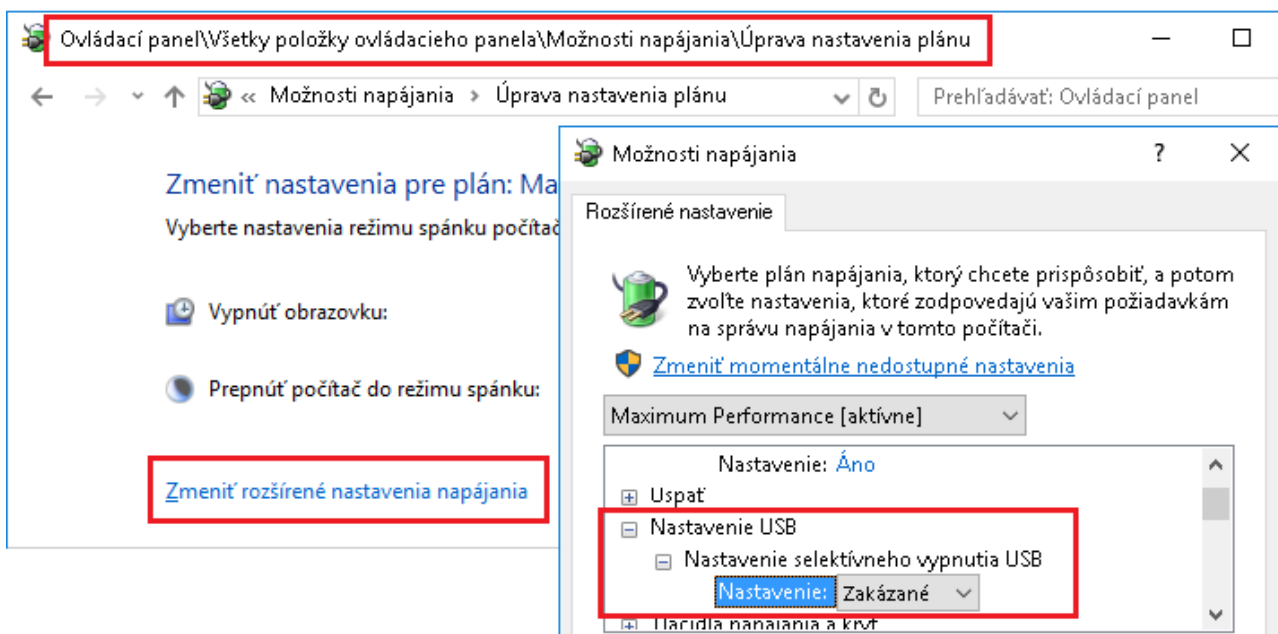 Ovládací panel\Všetky položky ovládacieho panela\Možnosti napájania\Úprava nastavenia plánu
« Možnosti napájania › Úprava nastavenia plánu
Prehľadávať: Ovládací panel
Zmeniť nastavenia pre plán: Ma
Vyberte nastavenia režimu spánku počítač
Vypnúť obrazovku:
Prepnúť počítač do režimu spánku:
Zmeniť rozšírené nastavenia napájania
Možnosti napájania
?
Rozšírené nastavenie
Vyberte plán napájania, ktorý chcete prispôsobiť, a potom
zvoľte nastavenia, ktoré zodpovedajú vašim požiadavkám
na správu napájania v tomto počítači.
Zmeniť momentálne nedostupné nastavenia
Maximum Performance [aktívne]
Nastavenie: Áno
Uspať
Nastavenie USB
Nastavenie selektívneho vypnutia USB
Nastavenie: Zakázané
Tlačidlá napájania a kryt